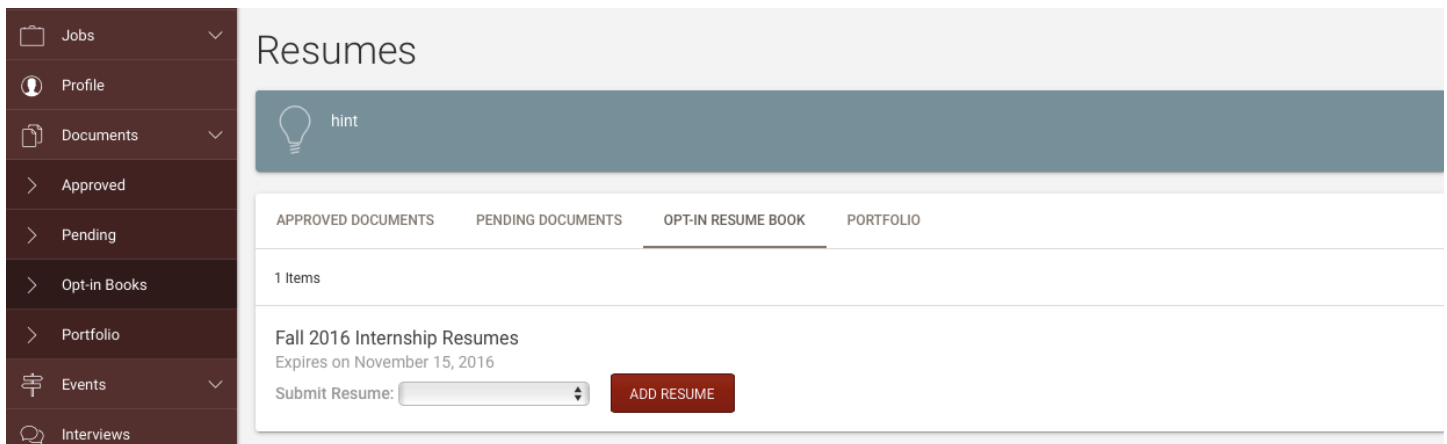 Jobs
Profile
Documents
Approved
Pending
Opt-in Books
Portfolio
Events
Interviews
Resumes
hint
APPROVED DOCUMENTS PENDING DOCUMENTS OPT-IN RESUME BOOK PORTFOLIO
1 Items
Fall 2016 Internship Resumes
Expires on November 15, 2016
Submit Resume: ADD RESUME